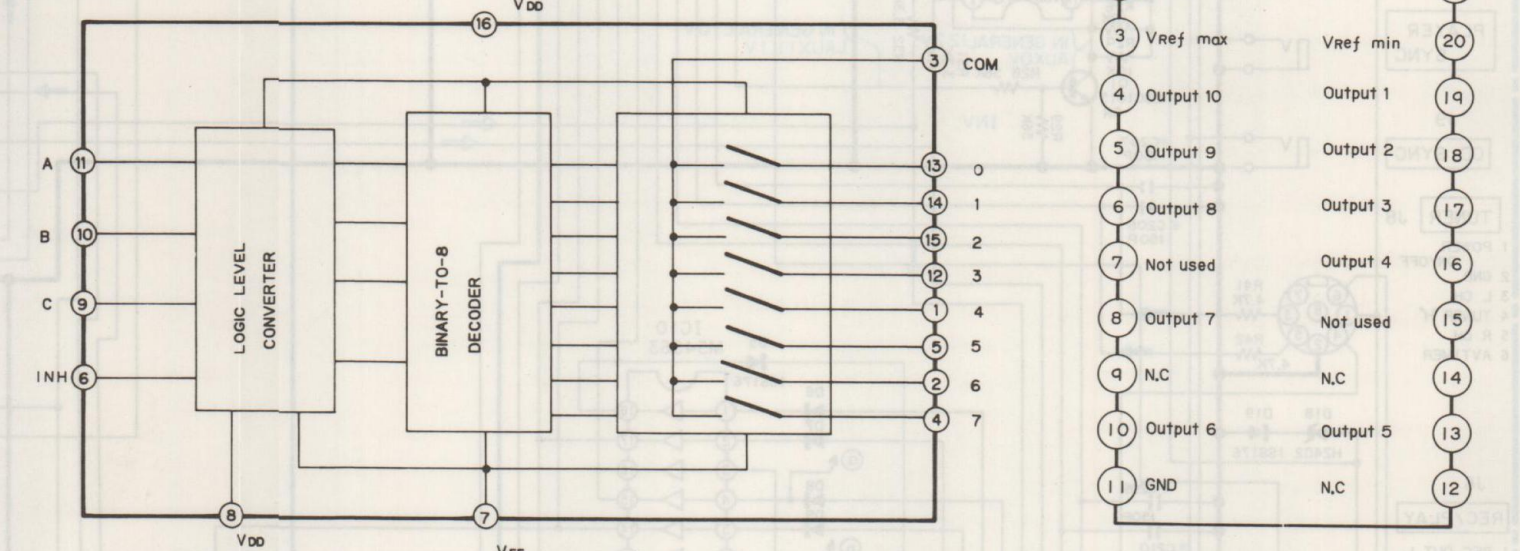 VDD
16
3 COM
A 11
B 10
C 9
INH 6
LOGIC LEVEL
CONVERTER
BINARY-TO-8
DECODER
13 0
14 1
15 2
12 3
1 4
5 5
2 6
4 7
8
VDD
7
3 VRef max
VRef min 20
4 Output 10
Output 1 19
5 Output 9
Output 2 18
6 Output 8
Output 3 17
7 Not used
Output 4 16
8 Output 7
Not used 15
9 N.C
N.C 14
10 Output 6
Output 5 13
11 GND
N.C 12